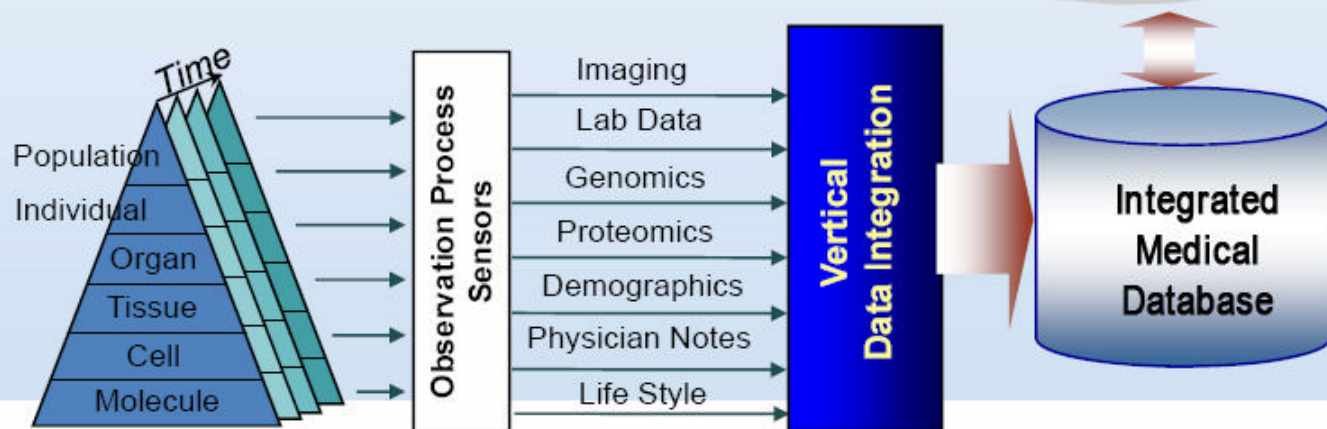 Time
Population
Individual
Organ
Tissue
Cell
Molecule
Observation Process
Sensors
Imaging
Lab Data
Genomics
Proteomics
Demographics
Physician Notes
Life Style
Vertical
Data Integration
Integrated
Medical
Database